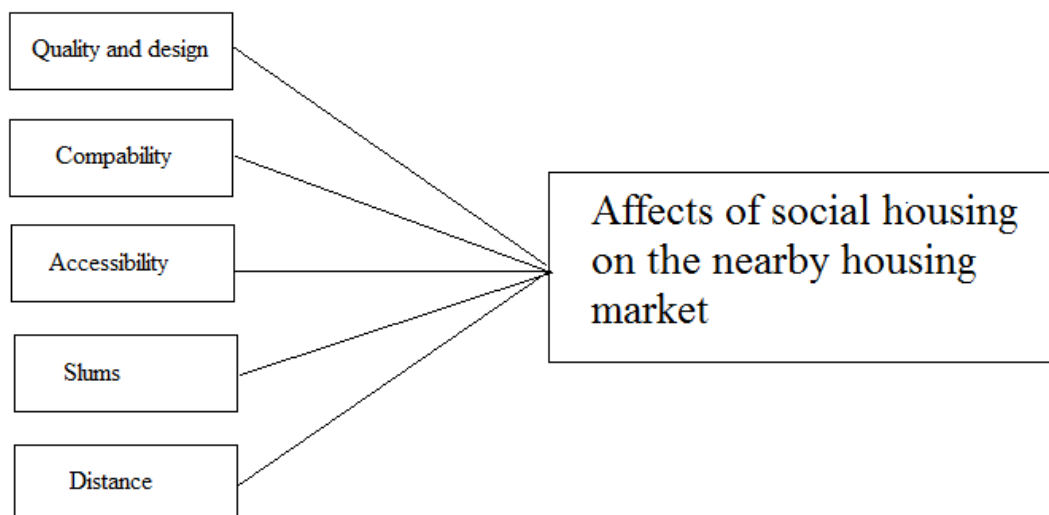 Quality and design
Compability
Accessibility
Slums
Distance
Affects of social housing
on the nearby housing
market